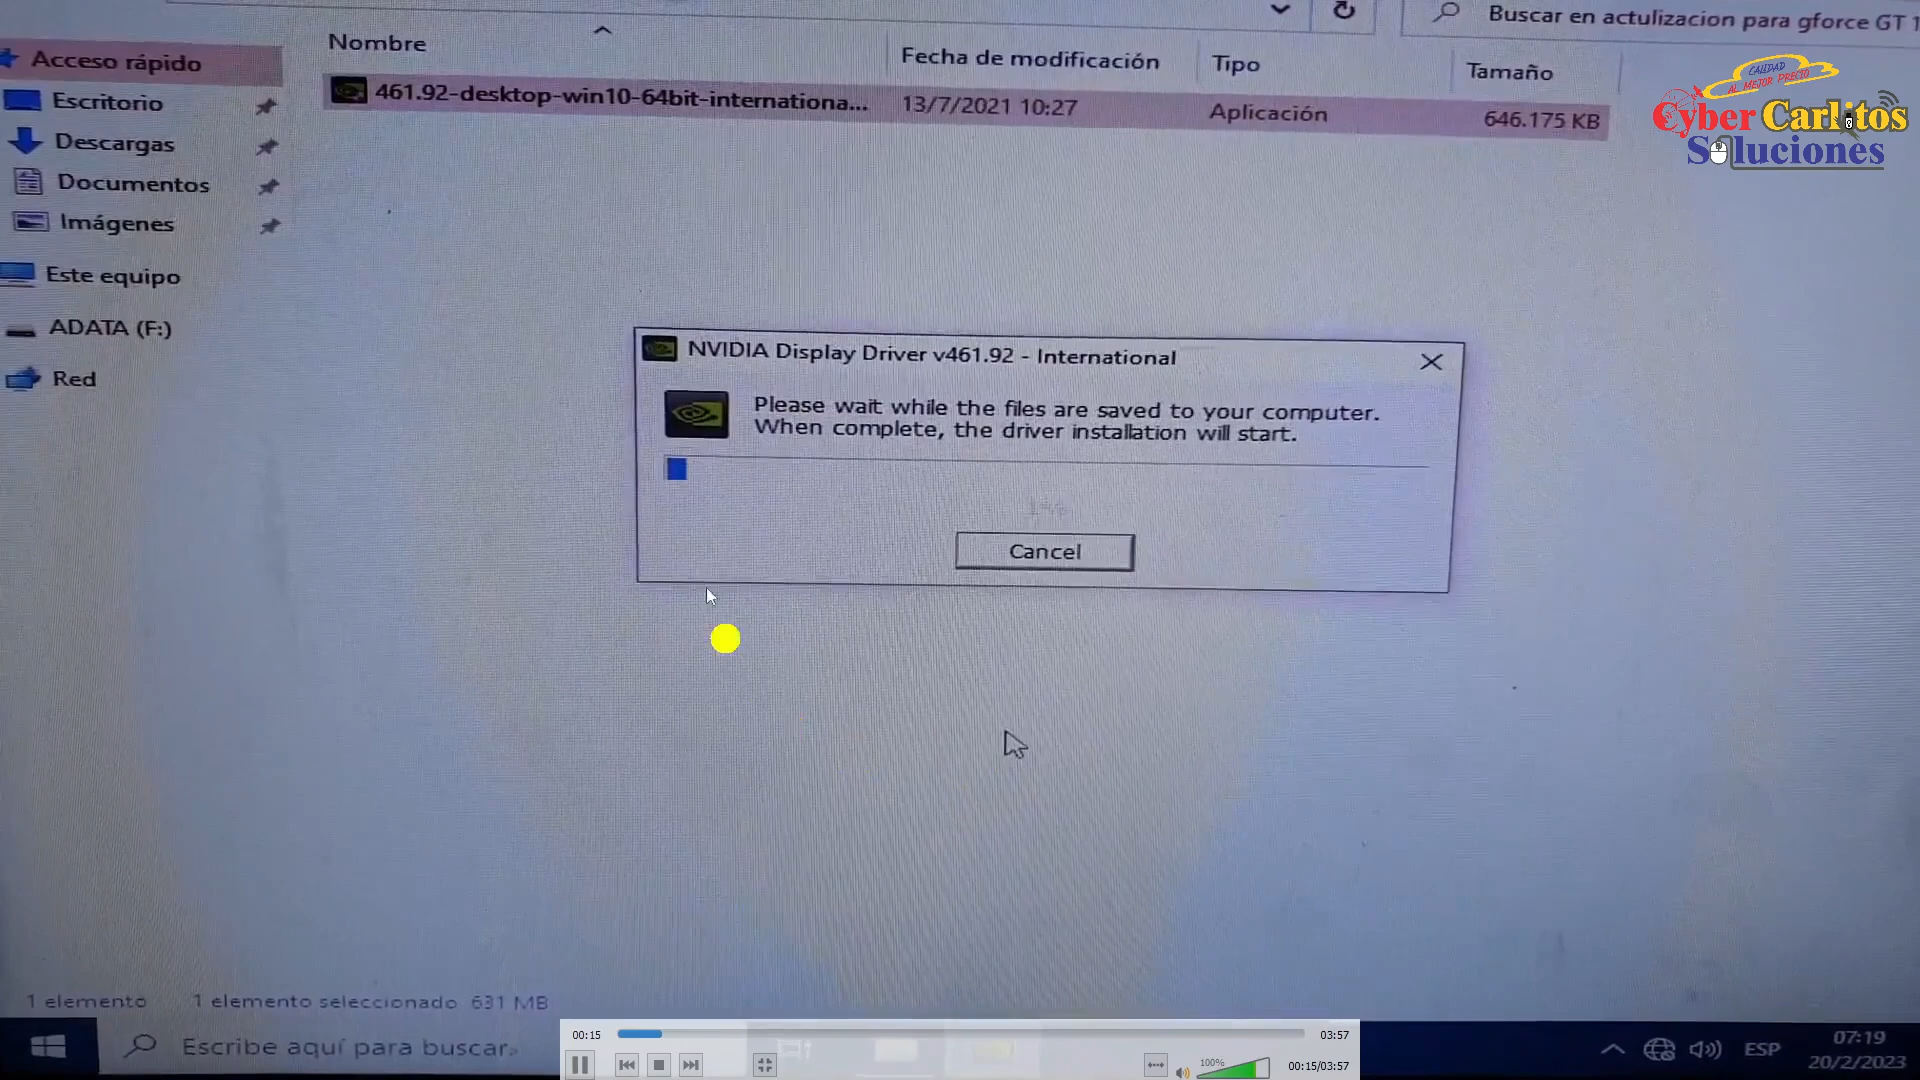 Buscar en actulizacion para gforce GT 1
Nombre
Fecha de modificación
Tipo
Tamaño
Acceso rápido
461.92-desktop-win10-64bit-internationa...
13/7/2021 10:27
Aplicación
646.175 KB
CALIDAD
AL MEJOR PRECIO
Cyber Carlitos
Soluciones
Escritorio
Descargas
Documentos
Imágenes
Este equipo
ADATA (F:)
Red
NVIDIA Display Driver v461.92 - International
Please wait while the files are saved to your computer.
When complete, the driver installation will start.
Cancel
1 elemento
1 elemento seleccionado 631 MB
Escribe aquí para buscar.
00:15
03:57
100%
00:15/03:57
ESP
07:19
20/2/2023